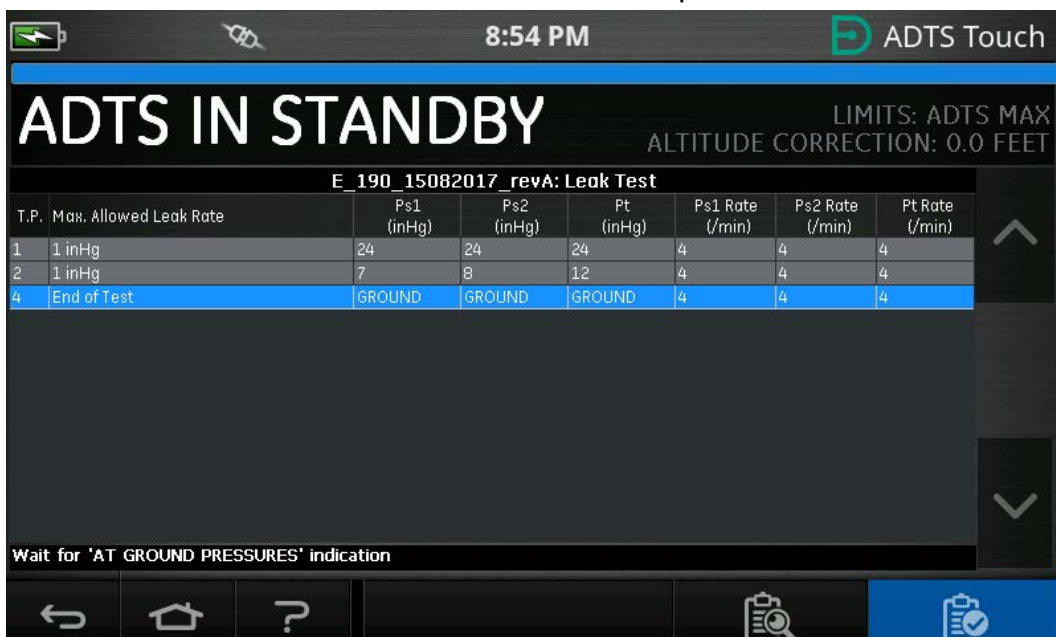 8:54 PM ADTS Touch
ADTS IN STANDBY
LIMITS: ADTS MAX
ALTITUDE CORRECTION: 0.0 FEET
E_190_15082017_revA: Leak Test
T.P. Max. Allowed Leak Rate Ps1 (inHg) Ps2 (inHg) Pt (inHg) Ps1 Rate (/min) Ps2 Rate (/min) Pt Rate (/min)
1 1 inHg 24 24 24 4 4 4
2 1 inHg 7 8 12 4 4 4
4 End of Test GROUND GROUND GROUND 4 4 4
Wait for 'AT GROUND PRESSURES' indication